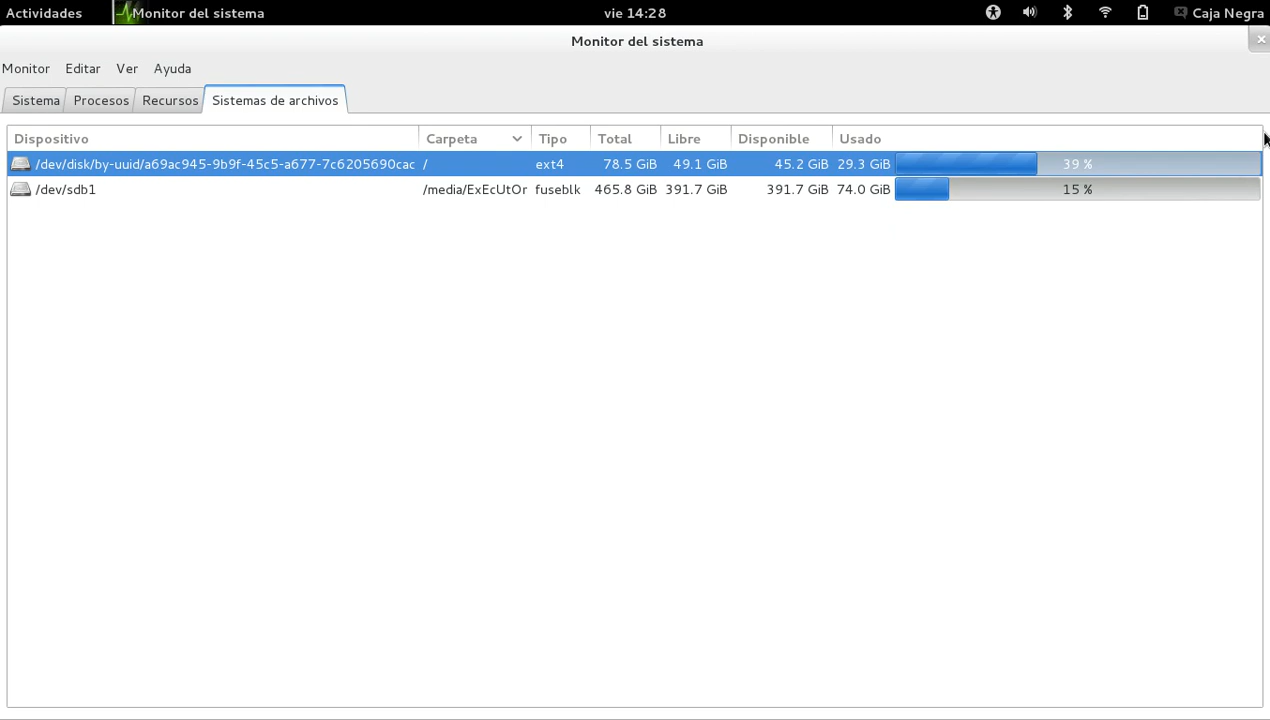 Actividades Monitor del sistema vie 14:28 Caja Negra
Monitor del sistema
Monitor Editar Ver Ayuda
Sistema Procesos Recursos Sistemas de archivos
Dispositivo Carpeta Tipo Total Libre Disponible Usado
/dev/disk/by-uuid/a69ac945-9b9f-45c5-a677-7c6205690cac / ext4 78.5 GiB 49.1 GiB 45.2 GiB 29.3 GiB 39 %
/dev/sdb1 /media/ExEcUtOr fuseblk 465.8 GiB 391.7 GiB 391.7 GiB 74.0 GiB 15 %